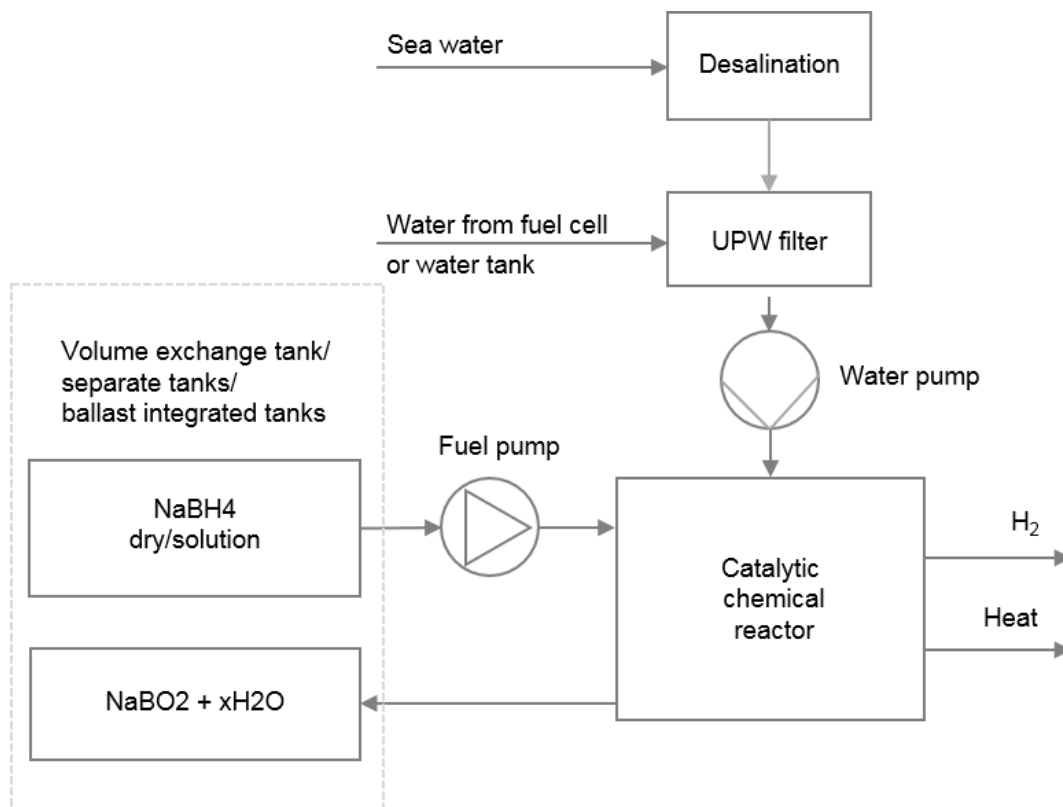 Sea water
Desalination
Water from fuel cell
or water tank
UPW filter
Volume exchange tank/
separate tanks/
ballast integrated tanks
Water pump
Fuel pump
NaBH4
dry/solution
Catalytic
chemical
reactor
H₂
Heat
NaBO2 + xH2O